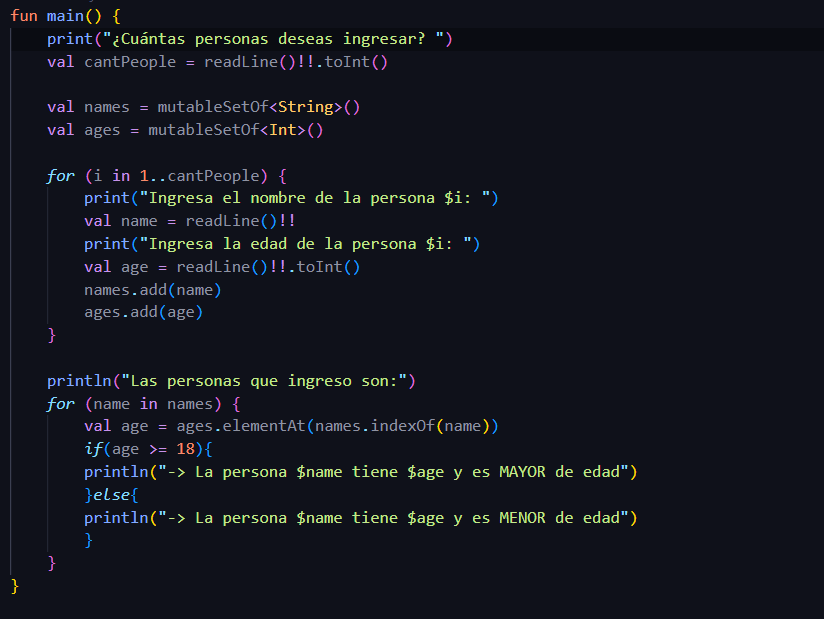 fun main() {
    print("¿Cuántas personas deseas ingresar? ")
    val cantPeople = readLine()!!.toInt()

    val names = mutableSetOf<String>()
    val ages = mutableSetOf<Int>()

    for (i in 1..cantPeople) {
        print("Ingresa el nombre de la persona $i: ")
        val name = readLine()!!
        print("Ingresa la edad de la persona $i: ")
        val age = readLine()!!.toInt()
        names.add(name)
        ages.add(age)
    }

    println("Las personas que ingreso son:")
    for (name in names) {
        val age = ages.elementAt(names.indexOf(name))
        if(age >= 18){
        println("-> La persona $name tiene $age y es MAYOR de edad")
        }else{
        println("-> La persona $name tiene $age y es MENOR de edad")
        }
    }
}